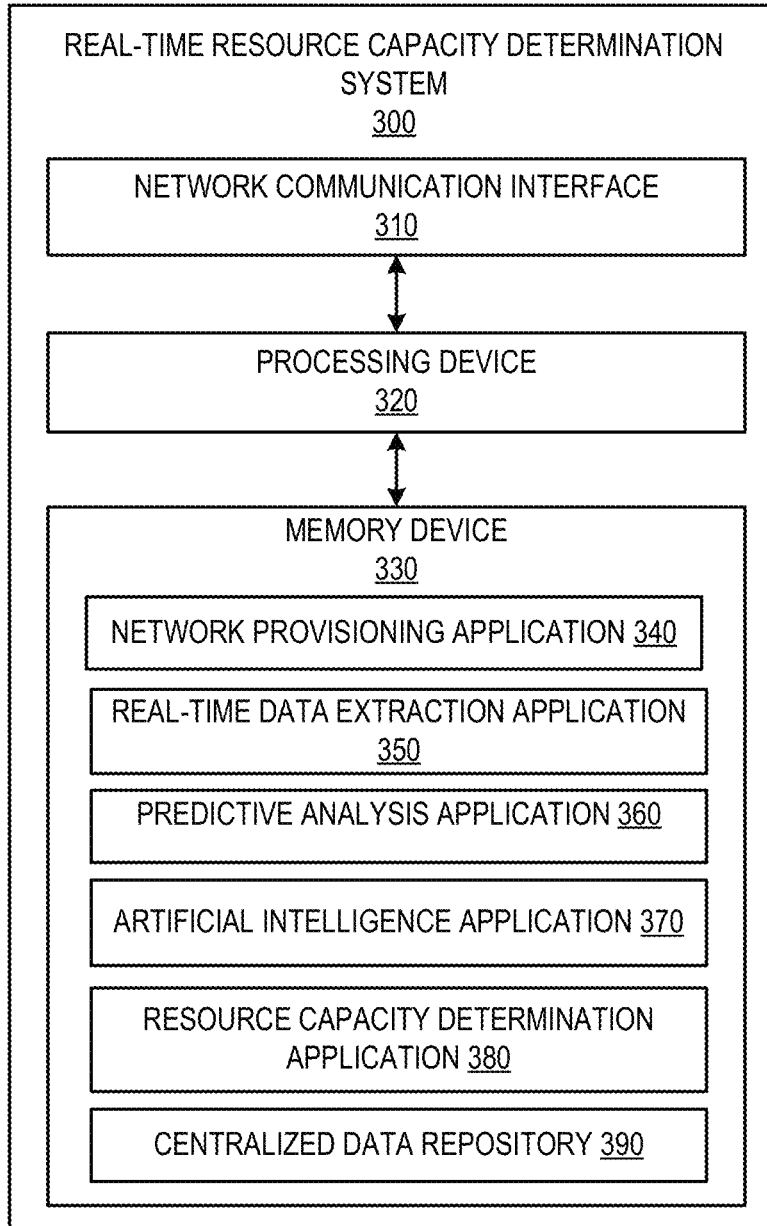 REAL-TIME RESOURCE CAPACITY DETERMINATION
SYSTEM
300
NETWORK COMMUNICATION INTERFACE
310
PROCESSING DEVICE
320
MEMORY DEVICE
330
NETWORK PROVISIONING APPLICATION 340
REAL-TIME DATA EXTRACTION APPLICATION
350
PREDICTIVE ANALYSIS APPLICATION 360
ARTIFICIAL INTELLIGENCE APPLICATION 370
RESOURCE CAPACITY DETERMINATION
APPLICATION 380
CENTRALIZED DATA REPOSITORY 390